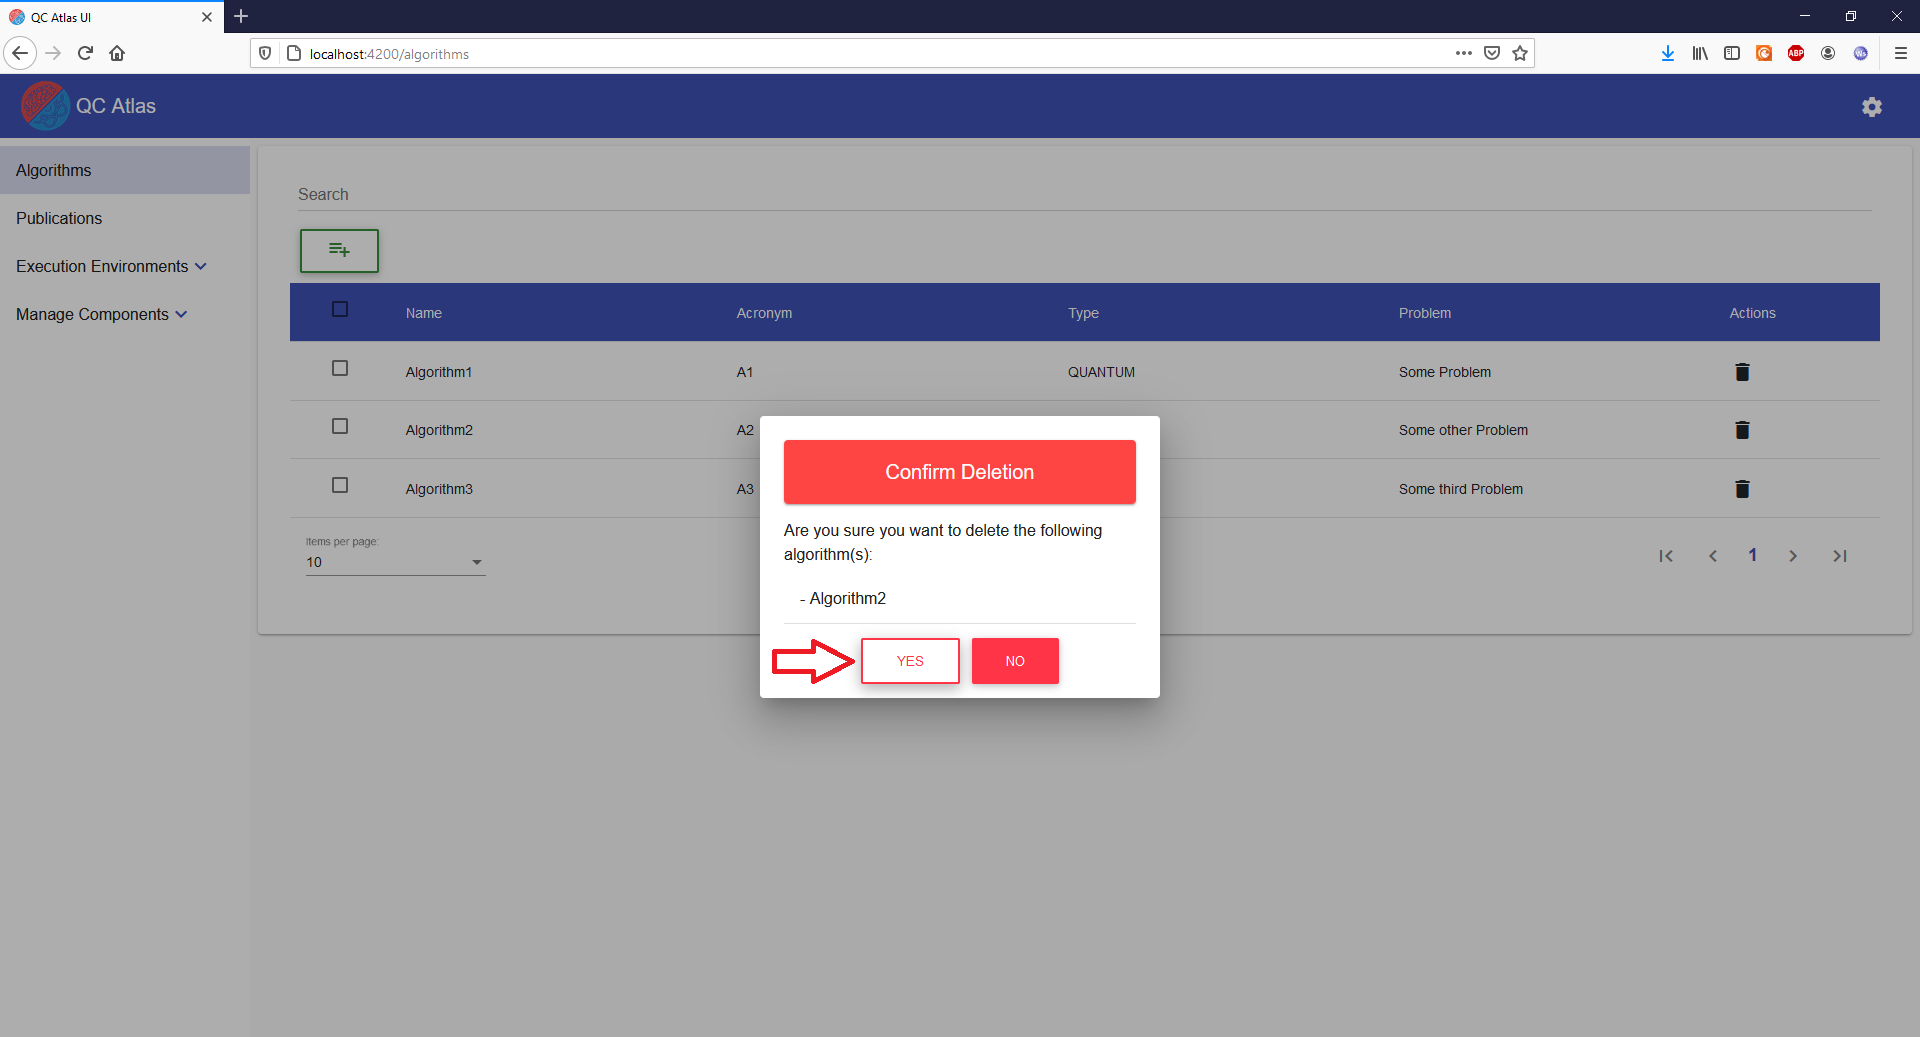 QC Atlas UI
localhost:4200/algorithms
ABP
QC Atlas
Algorithms
Publications
Execution Environments
Manage Components
Search
Name Acronym Type Problem Actions
Algorithm1 A1 QUANTUM Some Problem
Algorithm2 A2 Some other Problem
Algorithm3 A3 Some third Problem
Items per page:
10
1
Confirm Deletion
Are you sure you want to delete the following
algorithm(s):
- Algorithm2
YES NO